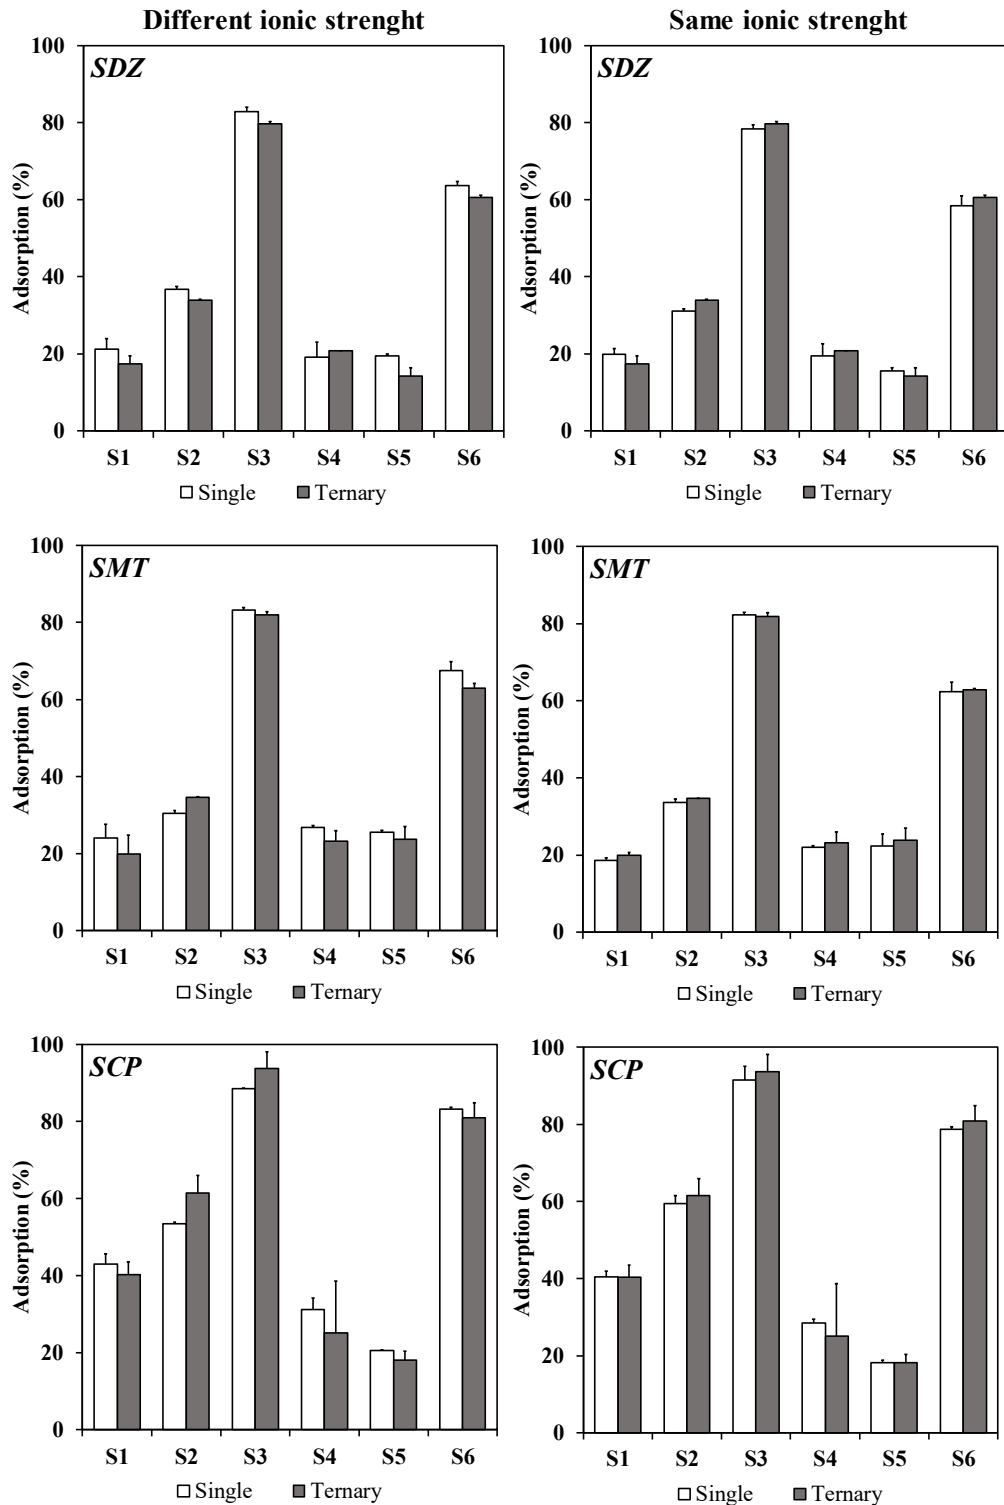 Different ionic strenght
Same ionic strenght
SDZ
Adsorption (%)
100
80
60
40
20
0
S1 S2 S3 S4 S5 S6
Single Ternary
SDZ
Adsorption (%)
100
80
60
40
20
0
S1 S2 S3 S4 S5 S6
Single Ternary
SMT
Adsorption (%)
100
80
60
40
20
0
S1 S2 S3 S4 S5 S6
Single Ternary
SMT
Adsorption (%)
100
80
60
40
20
0
S1 S2 S3 S4 S5 S6
Single Ternary
SCP
Adsorption (%)
100
80
60
40
20
0
S1 S2 S3 S4 S5 S6
Single Ternary
SCP
Adsorption (%)
100
80
60
40
20
0
S1 S2 S3 S4 S5 S6
Single Ternary